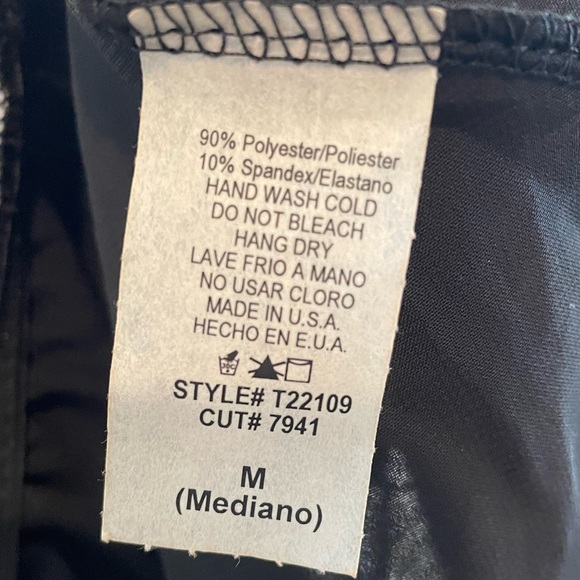 90% Polyester/Poliester
10% Spandex/Elastano
HAND WASH COLD
DO NOT BLEACH
HANG DRY
LAVE FRIO A MANO
NO USAR CLORO
MADE IN U.S.A.
HECHO EN E.U.A.
30C
STYLE# T22109
CUT# 7941
M
(Mediano)